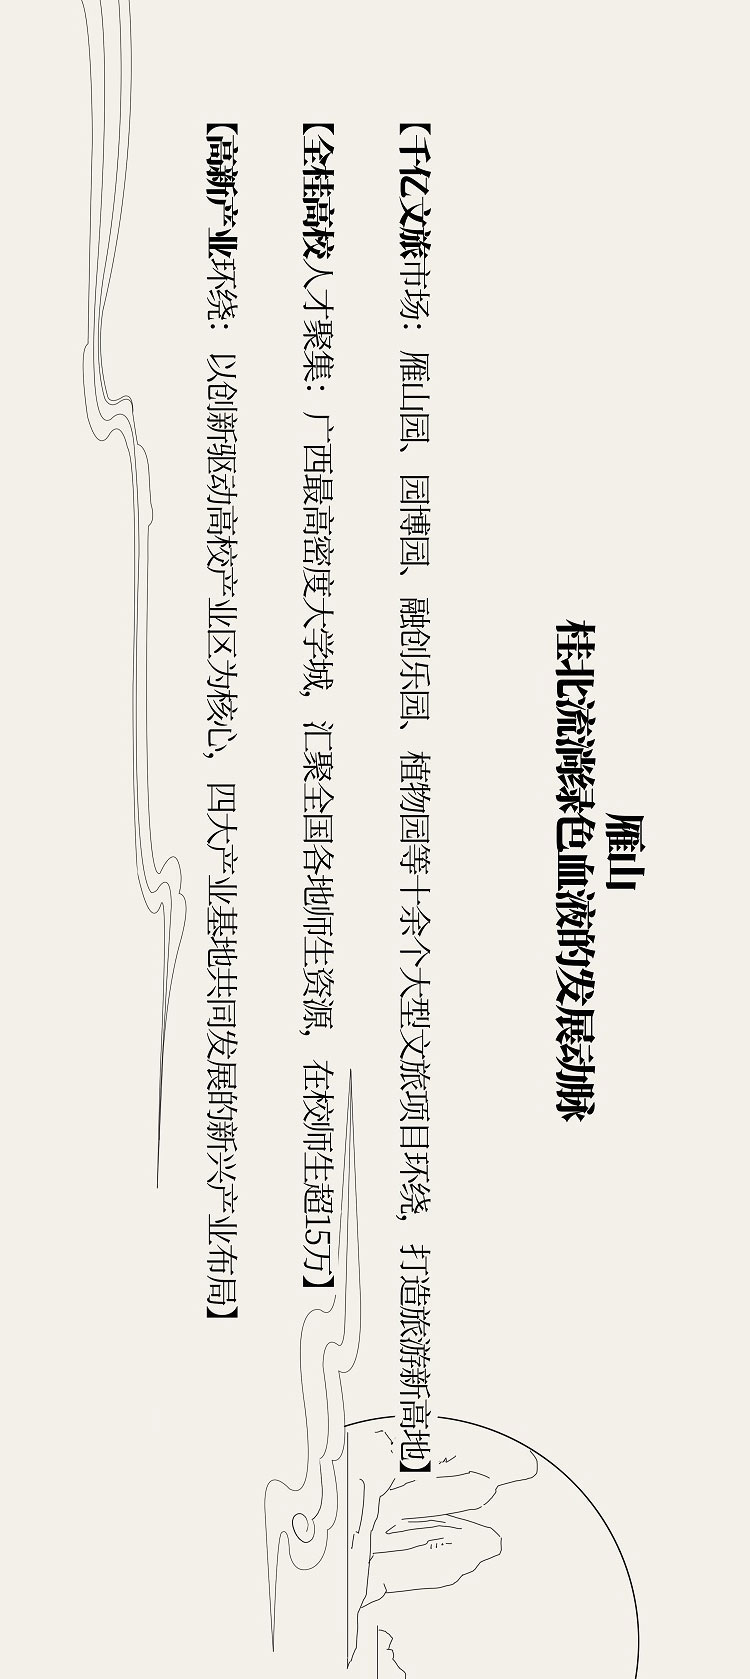 雁山
桂北流淌绿色血液的发展动脉
【千亿文旅市场：雁山园、园博园、融创乐园、植物园等十余个大型文旅项目环绕，打造旅游新高地】
【全桂高校人才聚集：广西最高密度大学城，汇聚全国各地师生资源，在校师生超15万】
【高新产业环绕：以创新驱动高校产业区为核心，四大产业基地共同发展的新兴产业布局】